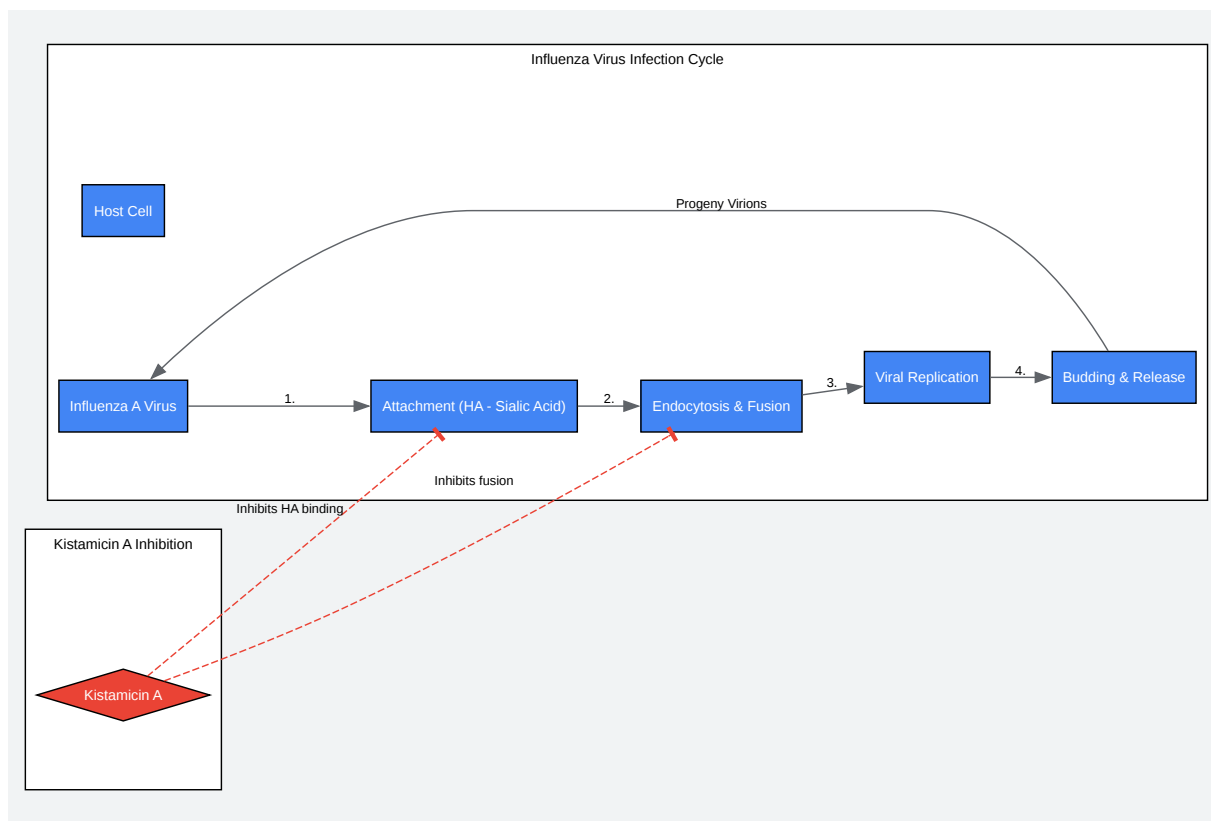 Influenza Virus Infection Cycle
Host Cell
Progeny Virions
Influenza A Virus
1.
Attachment (HA - Sialic Acid)
2.
Endocytosis & Fusion
3.
Viral Replication
4.
Budding & Release
Inhibits HA binding
Inhibits fusion
Kistamicin A Inhibition
Kistamicin A